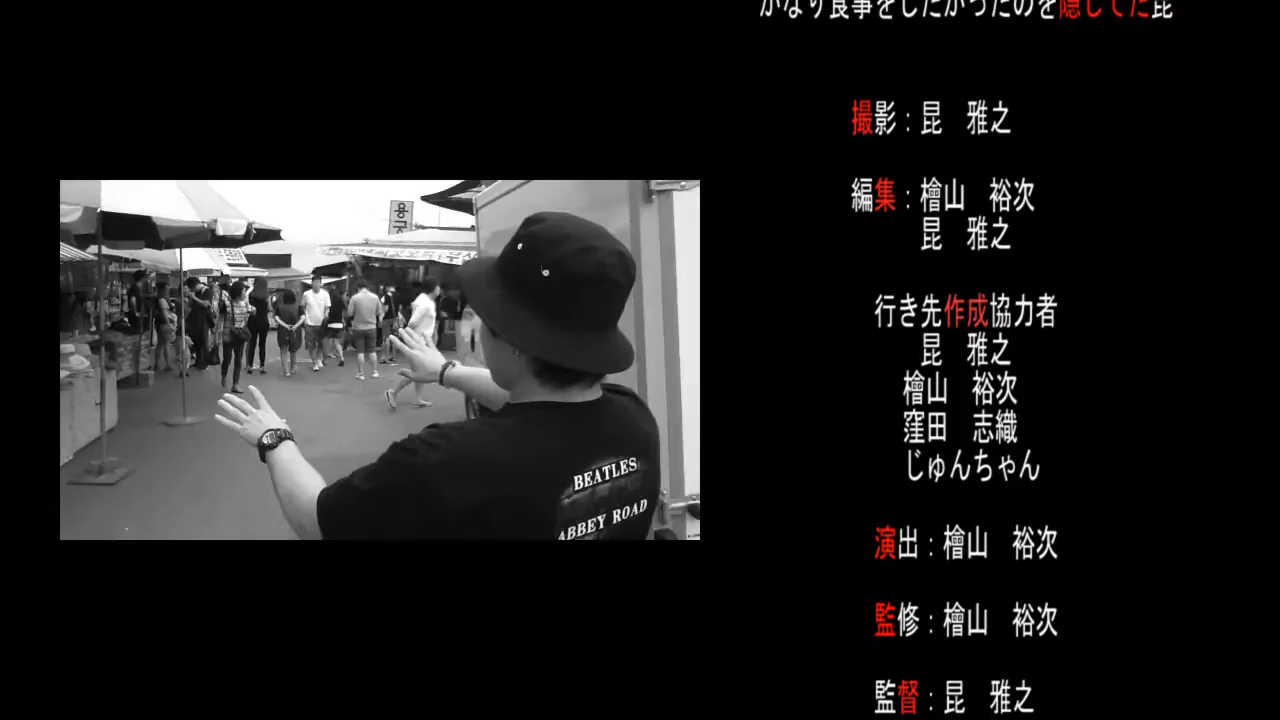 かなり食事をしたかったのを隠してた昆
撮影：昆　雅之
編集：檜山　裕次
昆　雅之
行き先作成協力者
昆　雅之
檜山　裕次
窪田　志織
じゅんちゃん
演出：檜山　裕次
監修：檜山　裕次
監督：昆　雅之
BEATLES
ABBEY ROAD